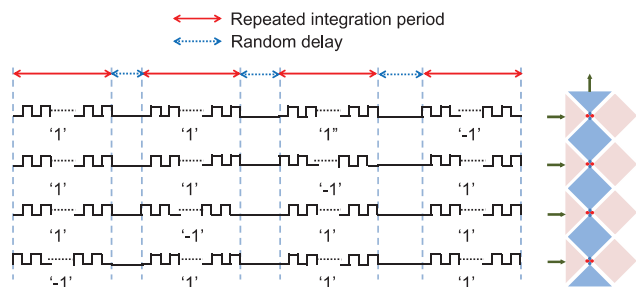 Repeated integration period
Random delay
‘1’ ‘1’ ‘1” ‘-1’
‘1’ ‘1’ ‘-1’ ‘1’
‘1’ ‘-1’ ‘1’ ‘1’
‘-1’ ‘1’ ‘1’ ‘1’